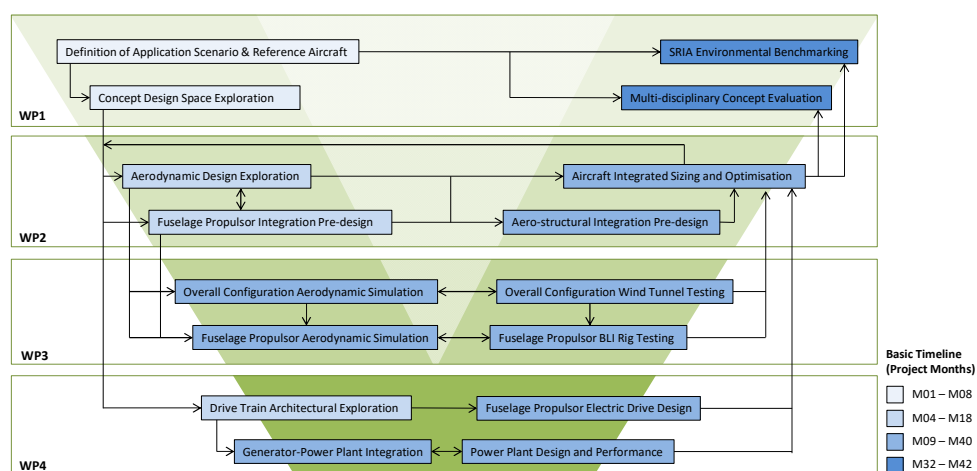 Definition of Application Scenario & Reference Aircraft
SRIA Environmental Benchmarking
Concept Design Space Exploration
Multi-disciplinary Concept Evaluation
WP1
Aerodynamic Design Exploration
Aircraft Integrated Sizing and Optimisation
Fuselage Propulsor Integration Pre-design
Aero-structural Integration Pre-design
WP2
Overall Configuration Aerodynamic Simulation
Overall Configuration Wind Tunnel Testing
Fuselage Propulsor Aerodynamic Simulation
Fuselage Propulsor BLI Rig Testing
WP3
Drive Train Architectural Exploration
Fuselage Propulsor Electric Drive Design
Generator-Power Plant Integration
Power Plant Design and Performance
WP4
Basic Timeline
(Project Months)
M01 – M08
M04 – M18
M09 – M40
M32 – M42